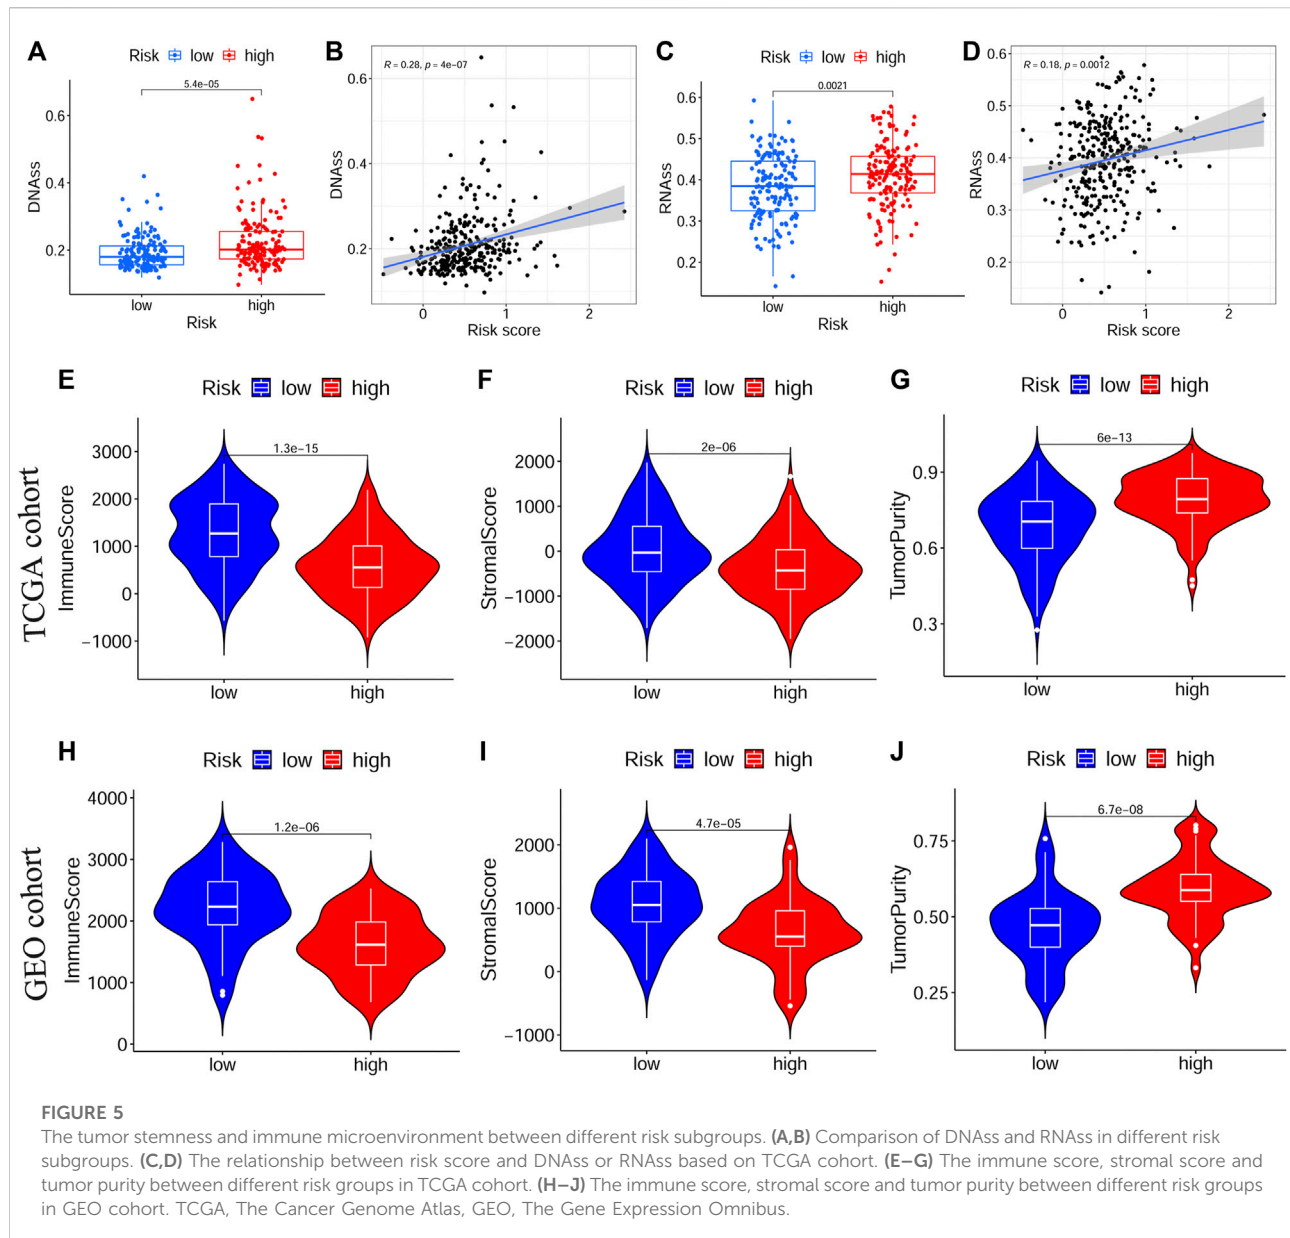 A
Risk low high
5.4e−05
DNAss
0.6
0.4
0.2
low high
Risk
B
R = 0.28, p = 4e−07
DNAss
0.6
0.4
0.2
0 1 2
Risk score
C
Risk low high
0.0021
RNAss
0.6
0.5
0.4
0.3
0.2
low high
Risk
D
R = 0.18, p = 0.0012
RNAss
0.6
0.5
0.4
0.3
0.2
0 1 2
Risk score
TCGA cohort
E
Risk low high
1.3e−15
ImmuneScore
3000
2000
1000
0
−1000
low high
F
Risk low high
2e−06
StromalScore
2000
1000
0
−1000
−2000
low high
G
Risk low high
6e−13
TumorPurity
0.9
0.6
0.3
low high
GEO cohort
H
Risk low high
1.2e−06
ImmuneScore
4000
3000
2000
1000
0
low high
I
Risk low high
4.7e−05
StromalScore
2000
1000
0
−1000
low high
J
Risk low high
6.7e−08
TumorPurity
0.75
0.50
0.25
low high
FIGURE 5
The tumor stemness and immune microenvironment between different risk subgroups. (A,B) Comparison of DNAss and RNAss in different risk
subgroups. (C,D) The relationship between risk score and DNAss or RNAss based on TCGA cohort. (E–G) The immune score, stromal score and
tumor purity between different risk groups in TCGA cohort. (H–J) The immune score, stromal score and tumor purity between different risk groups
in GEO cohort. TCGA, The Cancer Genome Atlas, GEO, The Gene Expression Omnibus.